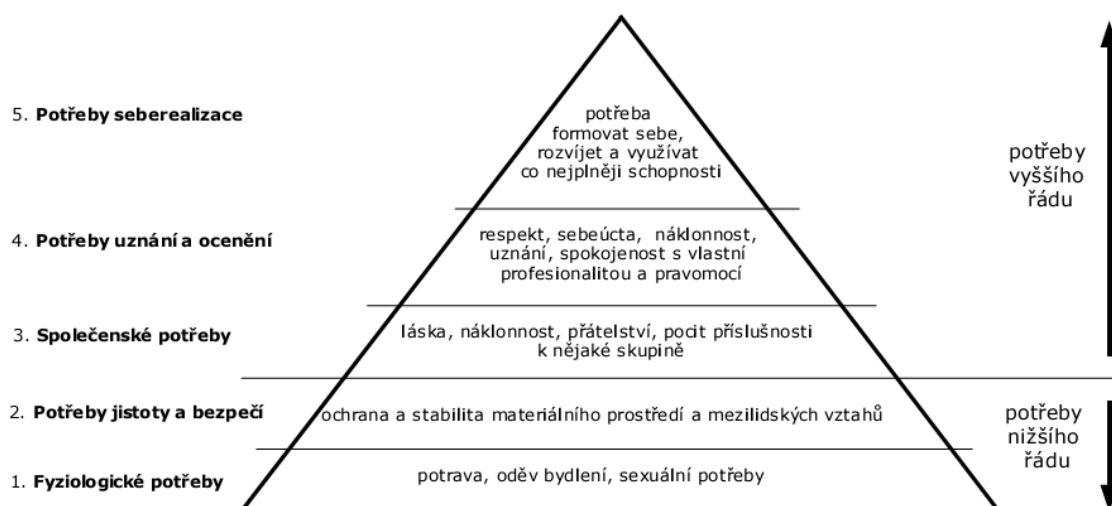 5. Potřeby seberealizace
potřeba
formovat sebe,
rozvíjet a využívat
co nejplněji schopnosti
potřeby
vyššího
řádu
4. Potřeby uznání a ocenění
respekt, sebeúcta, náklonnost,
uznání, spokojenost s vlastní
profesionalitou a pravomocí
3. Společenské potřeby
láska, náklonnost, přátelství, pocit příslušnosti
k nějaké skupině
2. Potřeby jistoty a bezpečí
ochrana a stabilita materiálního prostředí a mezilidských vztahů
potřeby
nižšího
řádu
1. Fyziologické potřeby
potrava, oděv bydlení, sexuální potřeby